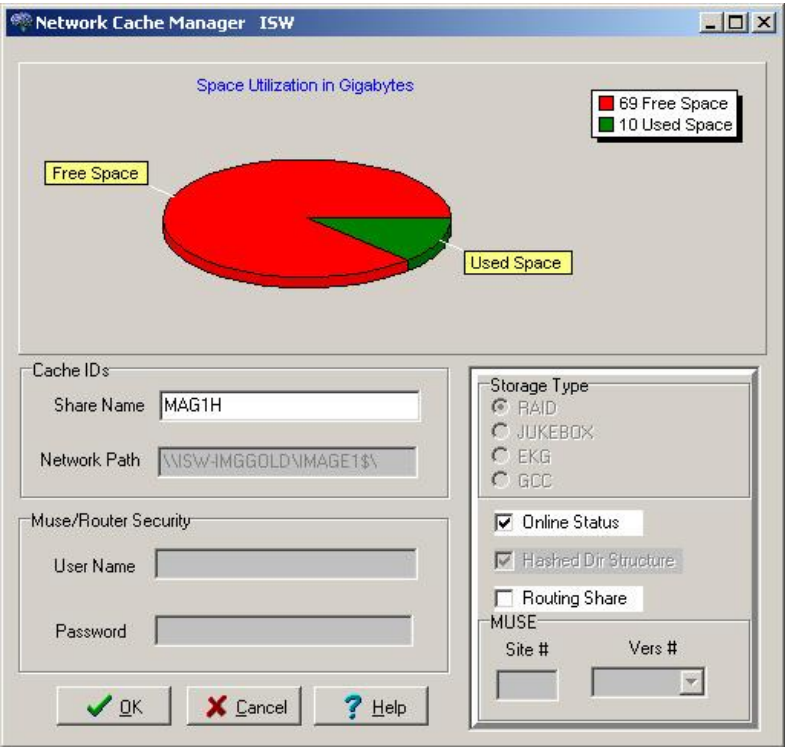 Network Cache Manager ISW
Space Utilization in Gigabytes
69 Free Space
10 Used Space
Free Space
Used Space
Cache IDs
Share Name MAG1H
Network Path \\ISW-IMGGOLD\IMAGE1$\
Muse/Router Security
User Name
Password
Storage Type
RAID
JUKEBOX
EKG
GCC
Online Status
Hashed Dir Structure
Routing Share
MUSE
Site # Vers #
OK Cancel Help